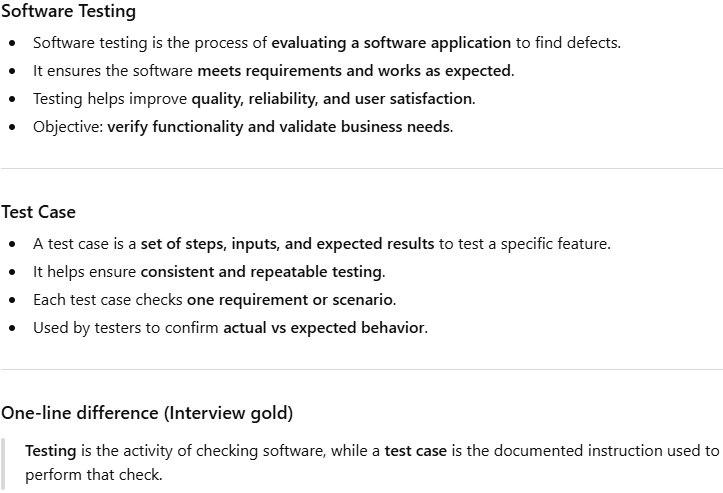 Software Testing
Software testing is the process of evaluating a software application to find defects.
It ensures the software meets requirements and works as expected.
Testing helps improve quality, reliability, and user satisfaction.
Objective: verify functionality and validate business needs.
Test Case
A test case is a set of steps, inputs, and expected results to test a specific feature.
It helps ensure consistent and repeatable testing.
Each test case checks one requirement or scenario.
Used by testers to confirm actual vs expected behavior.
One-line difference (Interview gold)
Testing is the activity of checking software, while a test case is the documented instruction used to
perform that check.